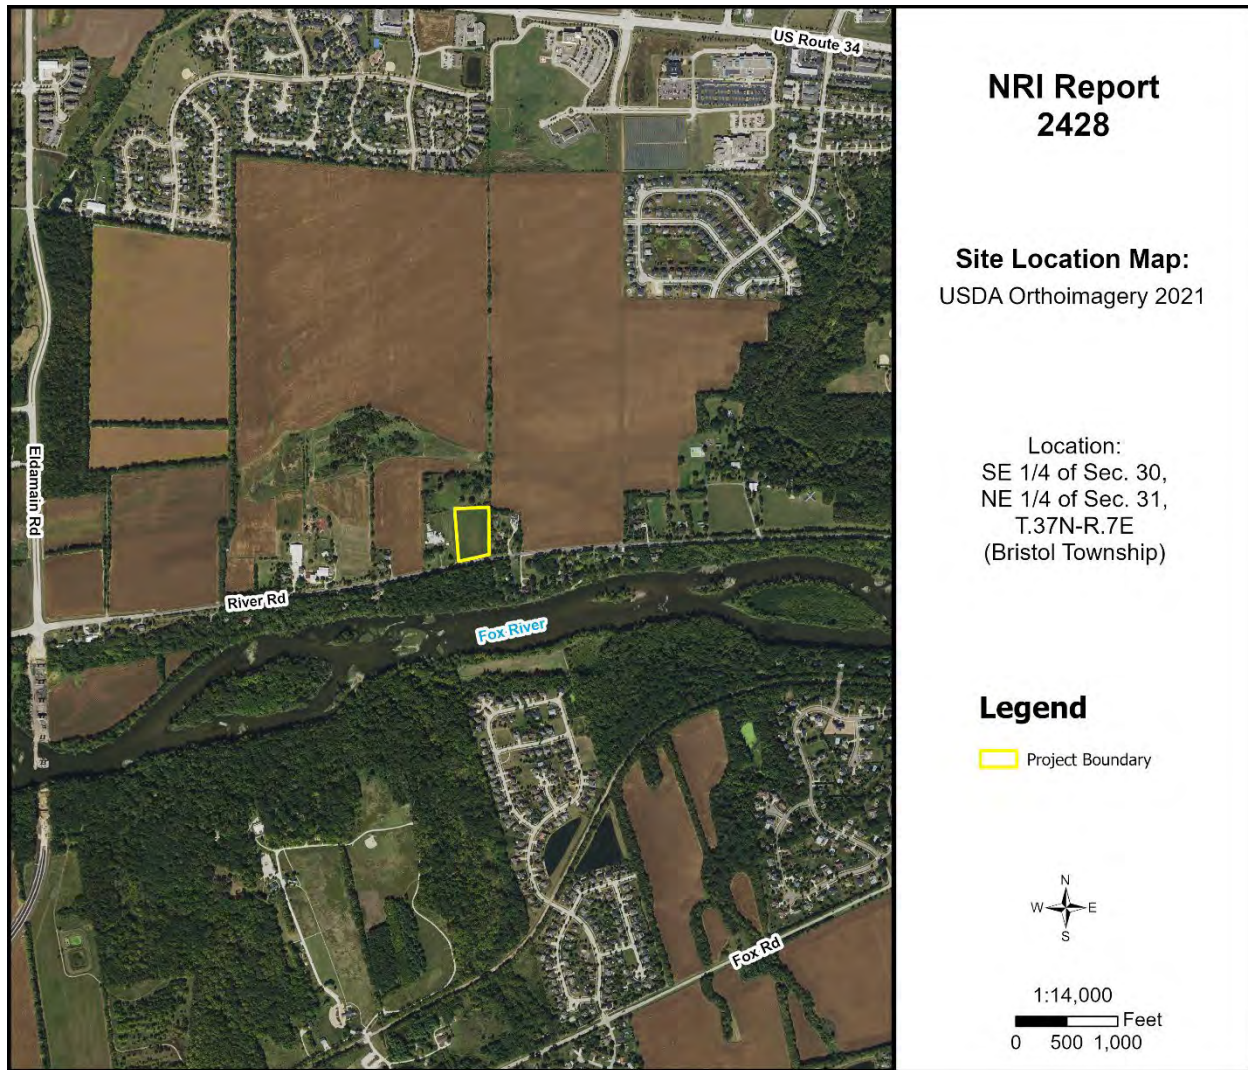 US Route 34
Eldamain Rd
River Rd
Fox River
Fox Rd
NRI Report
2428
Site Location Map:
USDA Orthoimagery 2021
Location:
SE 1/4 of Sec. 30,
NE 1/4 of Sec. 31,
T.37N-R.7E
(Bristol Township)
Legend
Project Boundary
N
W E
S
1:14,000
Feet
0 500 1,000